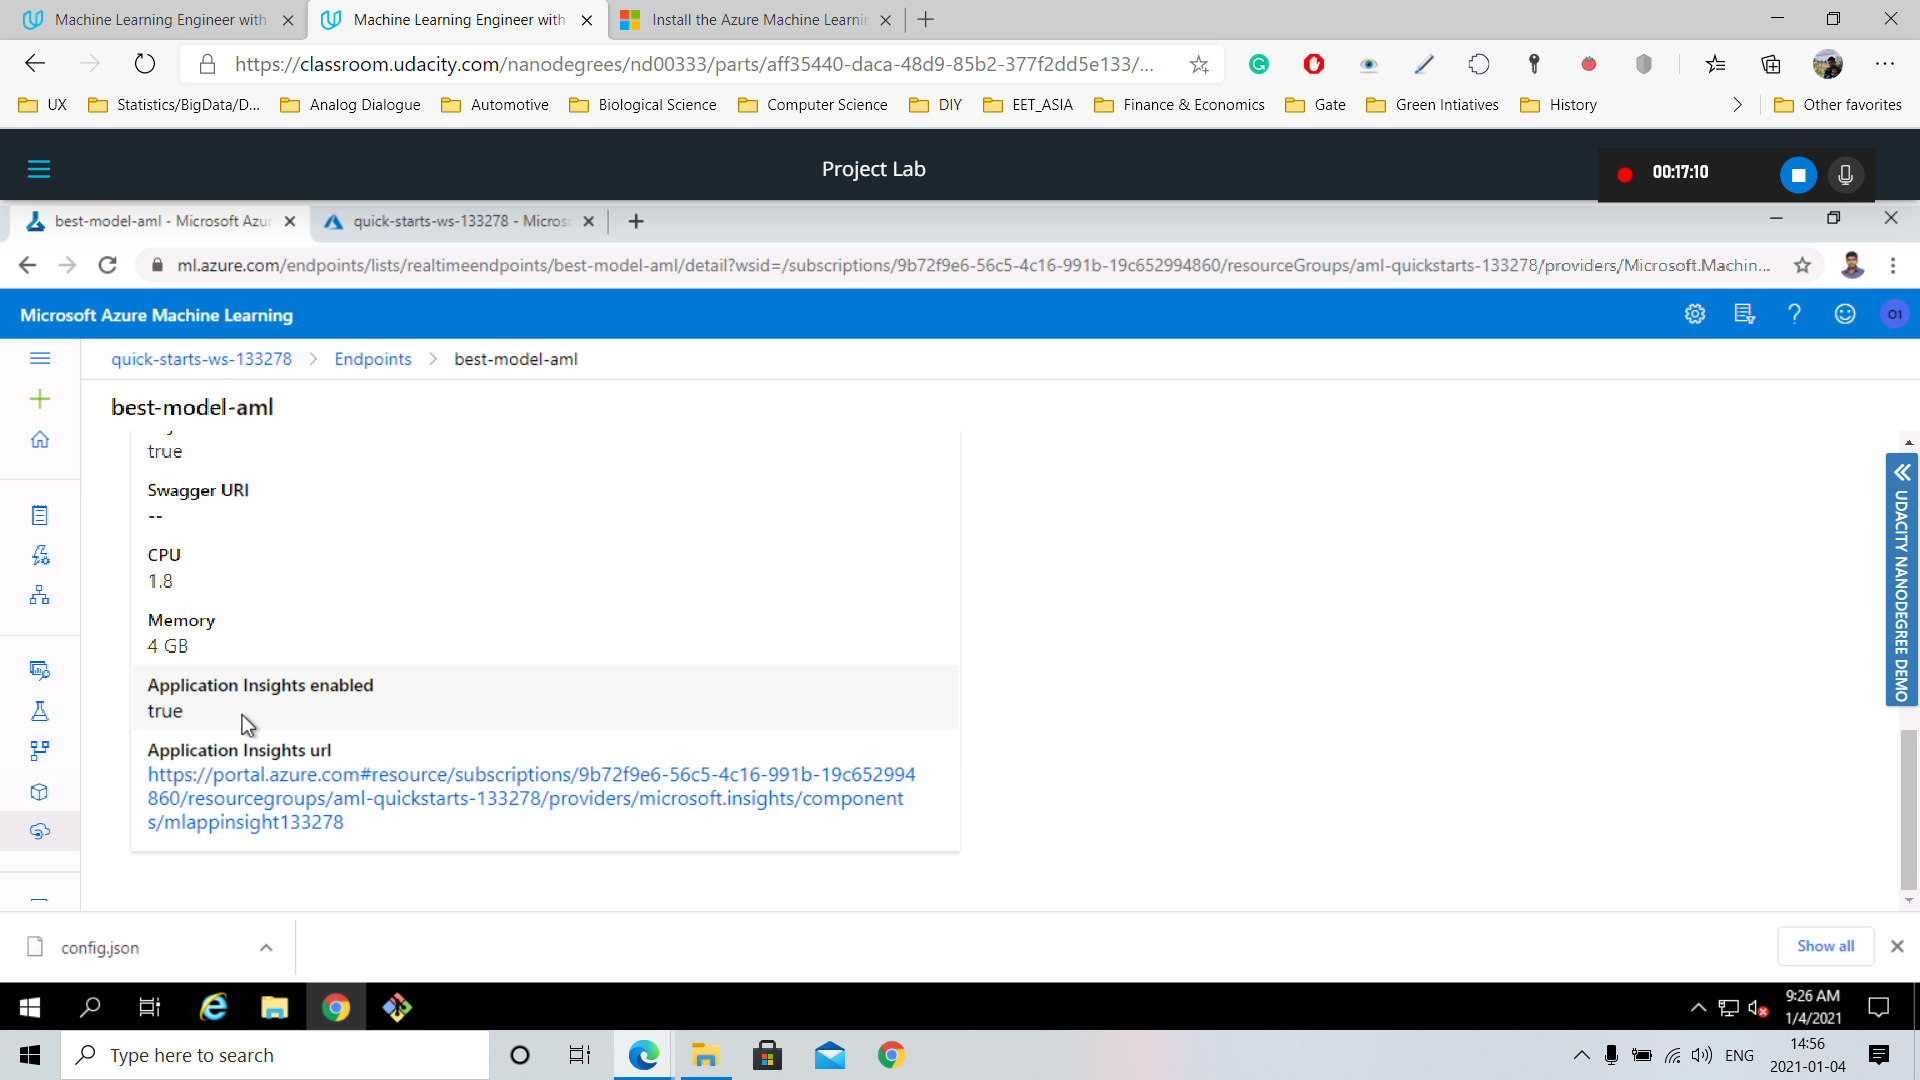 Machine Learning Engineer with
Machine Learning Engineer with
Install the Azure Machine Learnin
https://classroom.udacity.com/nanodegrees/nd00333/parts/aff35440-daca-48d9-85b2-377f2dd5e133/...
UX
Statistics/BigData/D...
Analog Dialogue
Automotive
Biological Science
Computer Science
DIY
EET_ASIA
Finance & Economics
Gate
Green Intiatives
History
Other favorites
Project Lab
00:17:10
best-model-aml - Microsoft Azur
quick-starts-ws-133278 - Microso
ml.azure.com/endpoints/lists/realtimeendpoints/best-model-aml/detail?wsid=/subscriptions/9b72f9e6-56c5-4c16-991b-19c652994860/resourceGroups/aml-quickstarts-133278/providers/Microsoft.Machin...
Microsoft Azure Machine Learning
O1
quick-starts-ws-133278 > Endpoints > best-model-aml
best-model-aml
true
Swagger URI
--
CPU
1.8
Memory
4 GB
Application Insights enabled
true
Application Insights url
https://portal.azure.com#resource/subscriptions/9b72f9e6-56c5-4c16-991b-19c652994
860/resourcegroups/aml-quickstarts-133278/providers/microsoft.insights/component
s/mlappinsight133278
UDACITY NANODEGREE DEMO
config.json
Show all
9:26 AM
1/4/2021
Type here to search
ENG
14:56
2021-01-04